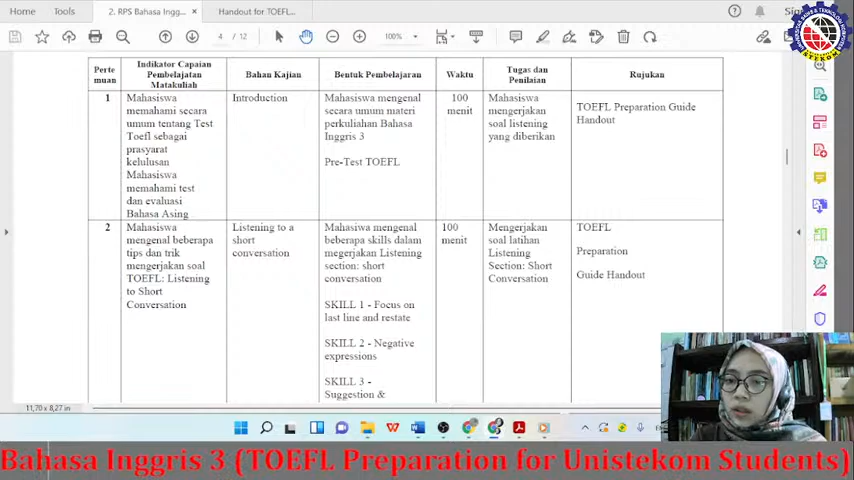 Home
Tools
2. RPS Bahasa Ingg...
Handout for TOEFL...
4 / 12
100%
Perte
muan
Indikator Capaian
Pembelajatan
Matakuliah
Bahan Kajian
Bentuk Pembelajaran
Waktu
Tugas dan
Penilaian
Rujukan
1
Mahasiswa
memahami secara
umum tentang Test
Toefl sebagai
prasyarat
kelulusan
Mahasiswa
memahami test
dan evaluasi
Bahasa Asing
Introduction
Mahasiswa mengenal
secara umum materi
perkuliahan Bahasa
Inggris 3
Pre-Test TOEFL
100
menit
Mahasiswa
mengerjakan
soal listening
yang diberikan
TOEFL Preparation Guide
Handout
2
Mahasiswa
mengenal beberapa
tips dan trik
mengerjakan soal
TOEFL: Listening
to Short
Conversation
Listening to a
short
conversation
Mahasiwa mengenal
beberapa skills dalam
megerjakan Listening
section: short
conversation
SKILL 1 - Focus on
last line and restate
SKILL 2 - Negative
expressions
SKILL 3 -
Suggestion &
100
menit
Mengerjakan
soal latihan
Listening
Section: Short
Conversation
TOEFL
Preparation
Guide Handout
11,70 x 8,27 in
STEKOM
Bahasa Inggris 3 (TOEFL Preparation for Unistekom Students)